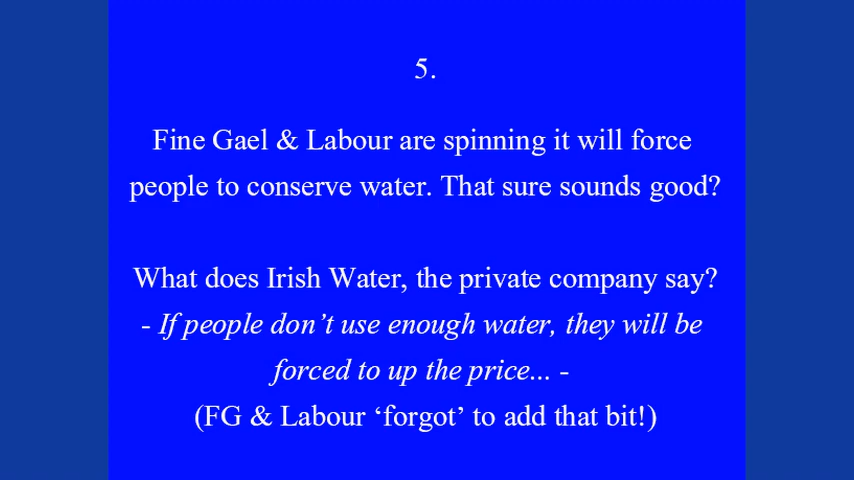 5.
Fine Gael & Labour are spinning it will force
people to conserve water. That sure sounds good?
What does Irish Water, the private company say?
- If people don’t use enough water, they will be
forced to up the price... -
(FG & Labour ‘forgot’ to add that bit!)